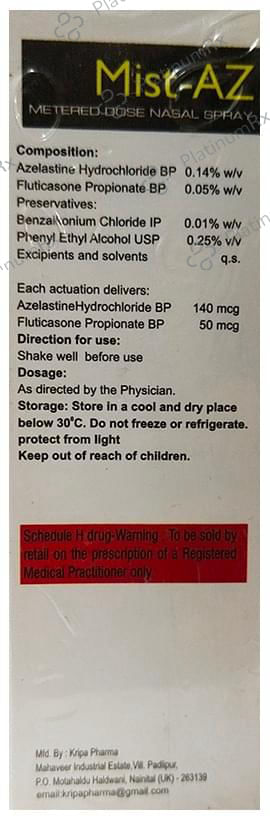 Mist-AZ
METERED DOSE NASAL SPRAY
Composition:
Azelastine Hydrochloride BP 0.14% w/v
Fluticasone Propionate BP 0.05% w/v
Preservatives:
Benzalkonium Chloride IP 0.01% w/v
Phenyl Ethyl Alcohol USP 0.25% v/v
Excipients and solvents q.s.
Each actuation delivers:
AzelastineHydrochloride BP 140 mcg
Fluticasone Propionate BP 50 mcg
Direction for use:
Shake well before use
Dosage:
As directed by the Physician.
Storage: Store in a cool and dry place
below 30°C. Do not freeze or refrigerate.
protect from light
Keep out of reach of children.
Schedule H drug-Warning : To be sold by
retail on the prescription of a Registered
Medical Practitioner only.
Mfd. By : Kripa Pharma
Mahaveer Industrial Estate,Vill. Padlipur,
P.O. Motahaldu Haldwani, Nainital (UK) - 263139
email:kripapharma@gmail.com
PlatinumRx